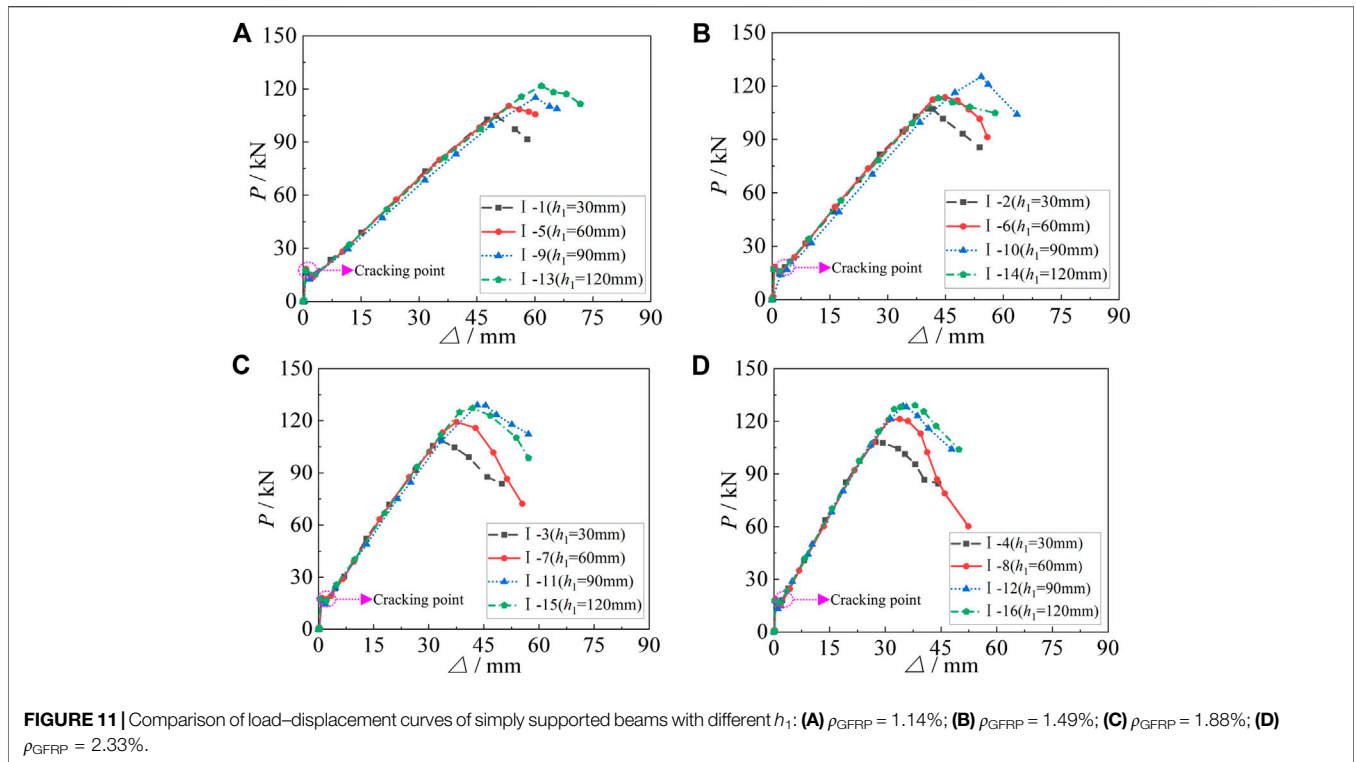 A
150
120
90
60
30
0
P / kN
0 15 30 45 60 75 90
△ / mm
Ⅰ-1(h₁=30mm)
Ⅰ-5(h₁=60mm)
Ⅰ-9(h₁=90mm)
Ⅰ-13(h₁=120mm)
Cracking point
B
150
120
90
60
30
0
P / kN
0 15 30 45 60 75 90
△ / mm
Ⅰ-2(h₁=30mm)
Ⅰ-6(h₁=60mm)
Ⅰ-10(h₁=90mm)
Ⅰ-14(h₁=120mm)
Cracking point
C
150
120
90
60
30
0
P / kN
0 15 30 45 60 75 90
△ / mm
Ⅰ-3(h₁=30mm)
Ⅰ-7(h₁=60mm)
Ⅰ-11(h₁=90mm)
Ⅰ-15(h₁=120mm)
Cracking point
D
150
120
90
60
30
0
P / kN
0 15 30 45 60 75 90
△ / mm
Ⅰ-4(h₁=30mm)
Ⅰ-8(h₁=60mm)
Ⅰ-12(h₁=90mm)
Ⅰ-16(h₁=120mm)
Cracking point
FIGURE 11 | Comparison of load–displacement curves of simply supported beams with different h₁: (A) ρGFRP = 1.14%; (B) ρGFRP = 1.49%; (C) ρGFRP = 1.88%; (D)
ρGFRP = 2.33%.